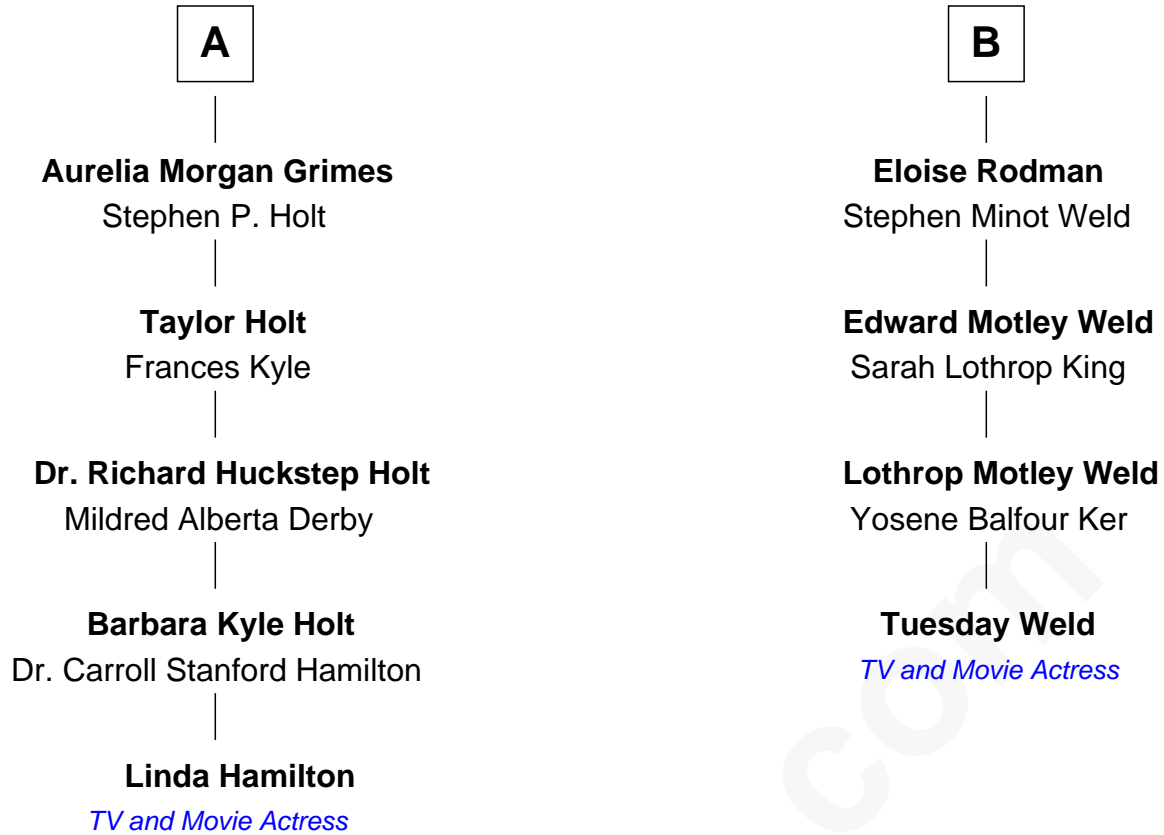 A
Aurelia Morgan Grimes
Stephen P. Holt
Taylor Holt
Frances Kyle
Dr. Richard Huckstep Holt
Mildred Alberta Derby
Barbara Kyle Holt
Dr. Carroll Stanford Hamilton
Linda Hamilton
TV and Movie Actress
B
Eloise Rodman
Stephen Minot Weld
Edward Motley Weld
Sarah Lothrop King
Lothrop Motley Weld
Yosene Balfour Ker
Tuesday Weld
TV and Movie Actress
com